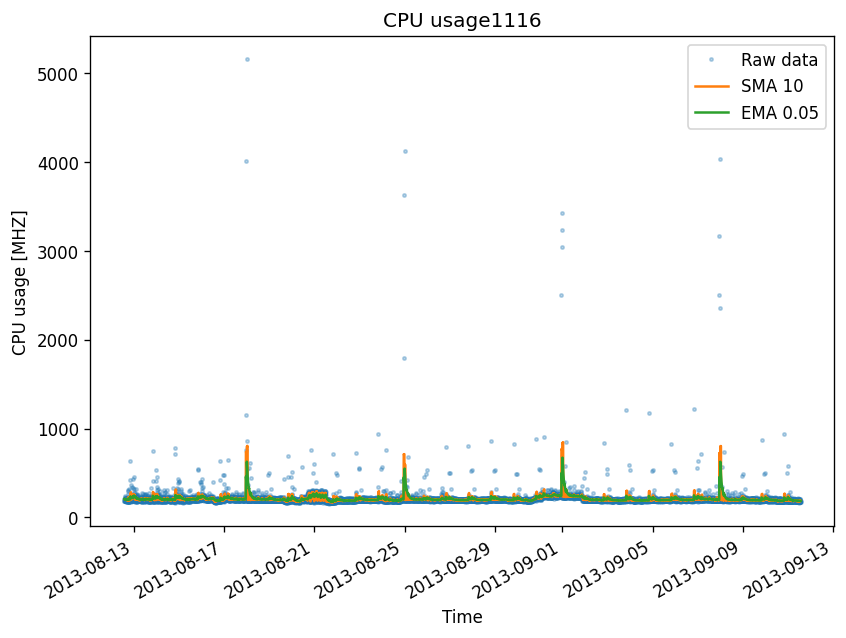 CPU usage1116
5000
4000
3000
2000
1000
0
CPU usage [MHZ]
Raw data
SMA 10
EMA 0.05
2013-08-13
2013-08-17
2013-08-21
2013-08-25
2013-08-29
2013-09-01
2013-09-05
2013-09-09
2013-09-13
Time